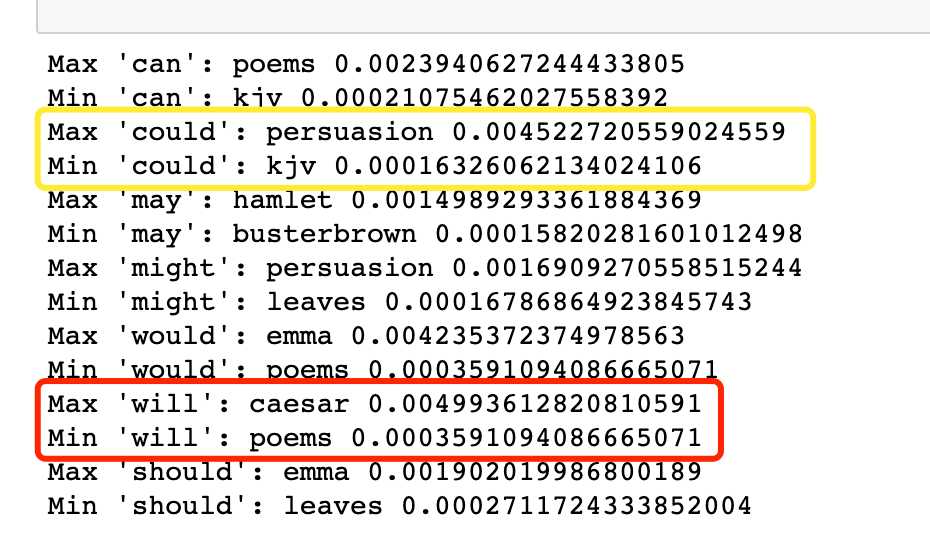 Max 'can': poems 0.0023940627244433805
Min 'can': kjv 0.00021075462027558392
Max 'could': persuasion 0.004522720559024559
Min 'could': kjv 0.00016326062134024106
Max 'may': hamlet 0.0014989293361884369
Min 'may': busterbrown 0.00015820281601012498
Max 'might': persuasion 0.0016909270558515244
Min 'might': leaves 0.00016786864923845743
Max 'would': emma 0.004235372374978563
Min 'would': poems 0.0003591094086665071
Max 'will': caesar 0.004993612820810591
Min 'will': poems 0.0003591094086665071
Max 'should': emma 0.001902019986800189
Min 'should': leaves 0.0002711724333852004